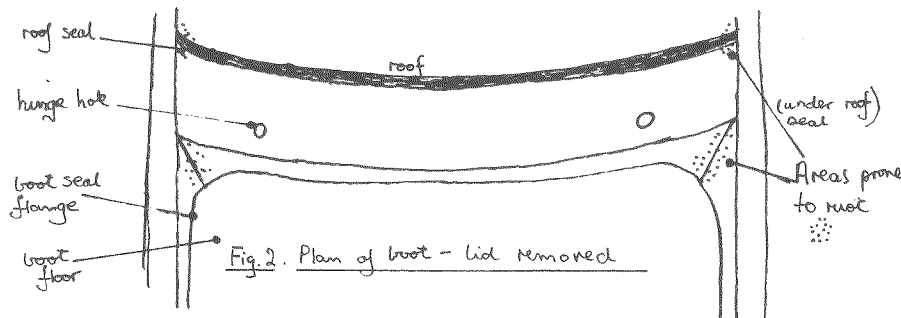 roof seal
roof
hinge hole
(under roof)
seal
boot seal
flange
Areas prone
to rust
boot
floor
Fig. 2. Plan of boot - lid removed